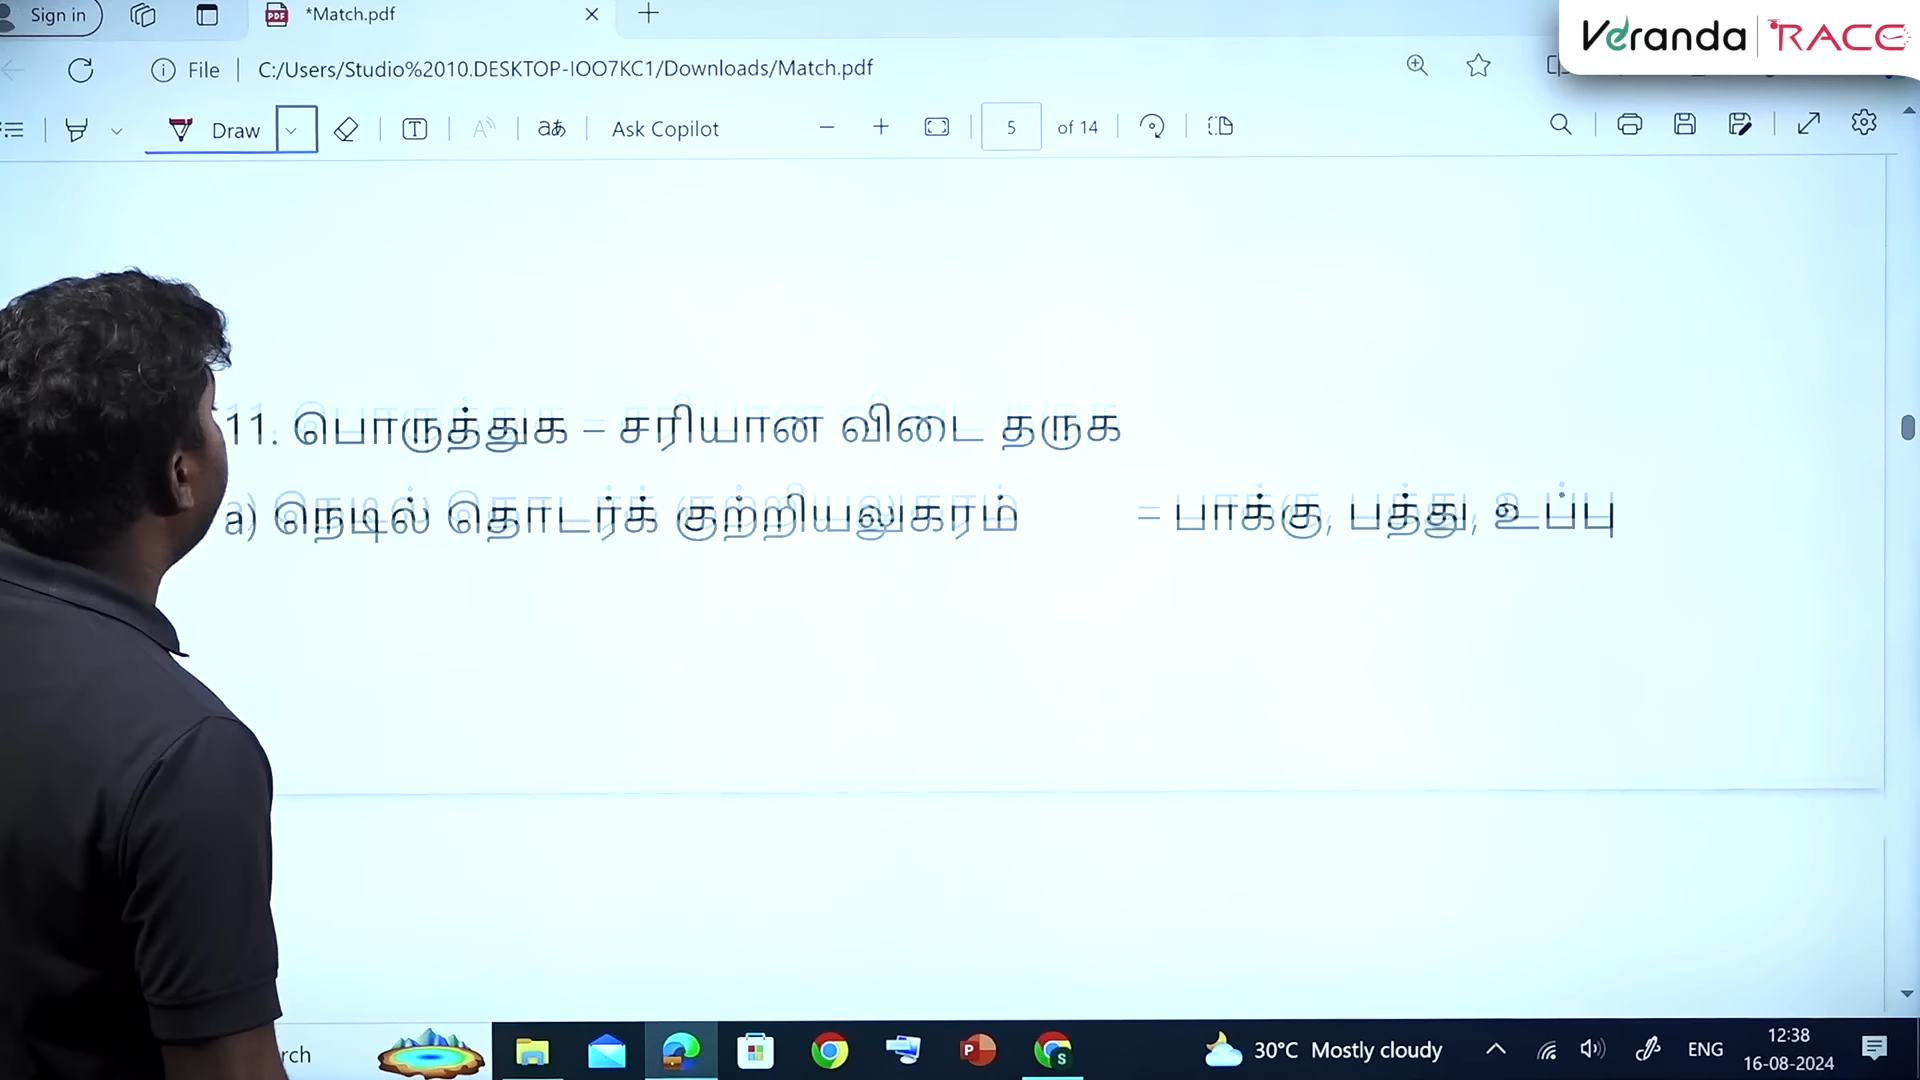 Sign in
*Match.pdf
Veranda RACE
File C:/Users/Studio%2010.DESKTOP-IOO7KC1/Downloads/Match.pdf
Draw Ask Copilot 5 of 14
11. பொருத்துக – சரியான விடை தருக
a) நெடில் தொடர்க் குற்றியலுகரம் = பாக்கு, பத்து, உப்பு
rch
30°C Mostly cloudy ENG 12:38
16-08-2024